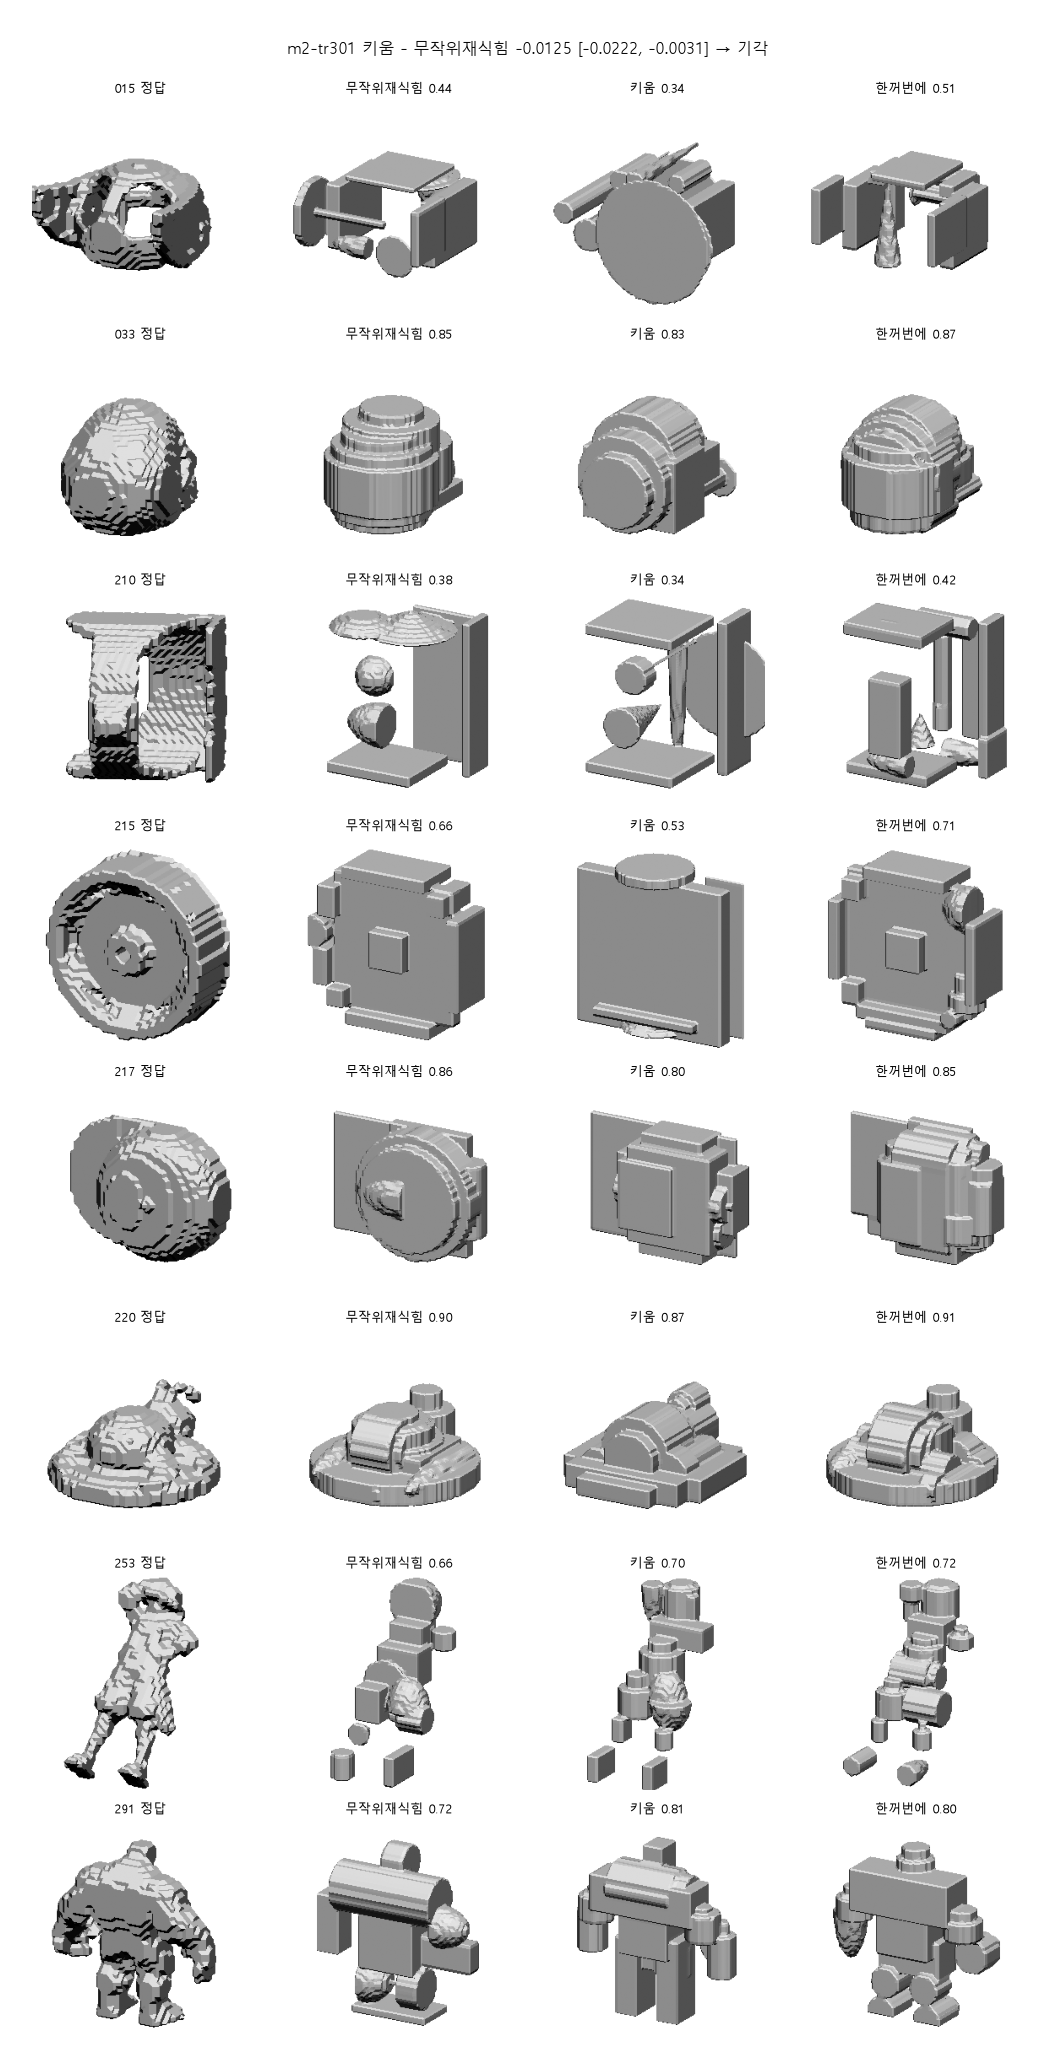 m2-tr301 키움 - 무작위재식힘 -0.0125 [-0.0222, -0.0031] → 기각
015 정답 무작위재식힘 0.44 키움 0.34 한꺼번에 0.51
033 정답 무작위재식힘 0.85 키움 0.83 한꺼번에 0.87
210 정답 무작위재식힘 0.38 키움 0.34 한꺼번에 0.42
215 정답 무작위재식힘 0.66 키움 0.53 한꺼번에 0.71
217 정답 무작위재식힘 0.86 키움 0.80 한꺼번에 0.85
220 정답 무작위재식힘 0.90 키움 0.87 한꺼번에 0.91
253 정답 무작위재식힘 0.66 키움 0.70 한꺼번에 0.72
291 정답 무작위재식힘 0.72 키움 0.81 한꺼번에 0.80